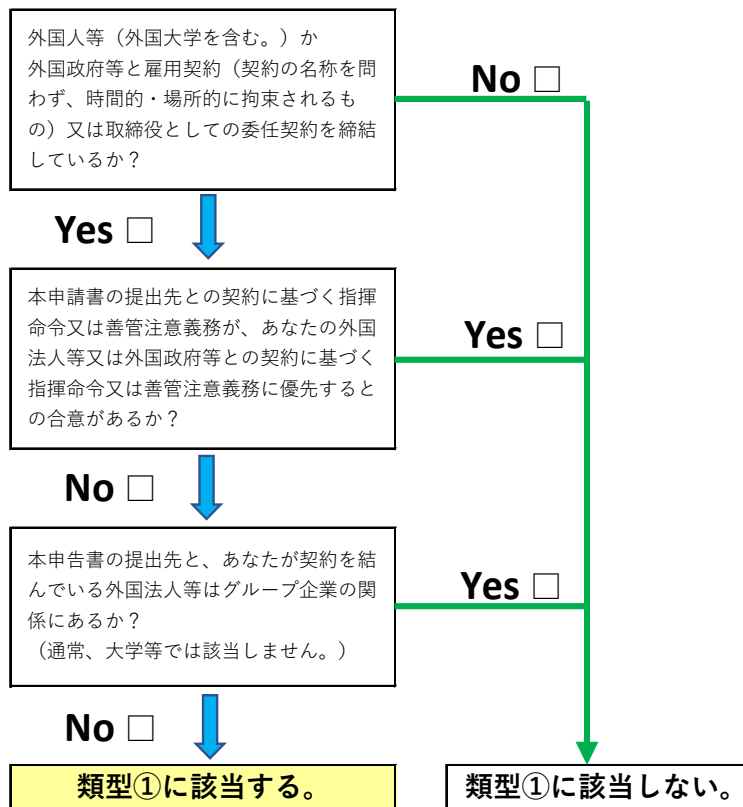 外国人等（外国大学を含む。）か
外国政府等と雇用契約（契約の名称を問
わず、時間的・場所的に拘束されるも
の）又は取締役としての委任契約を締結
しているか？
No □
Yes □
本申請書の提出先との契約に基づく指揮
命令又は善管注意義務が、あなたの外国
法人等又は外国政府等との契約に基づく
指揮命令又は善管注意義務に優先すると
の合意があるか？
Yes □
No □
本申告書の提出先と、あなたが契約を結
んでいる外国法人等はグループ企業の関
係にあるか？
（通常、大学等では該当しません。）
Yes □
No □
類型①に該当する。
類型①に該当しない。